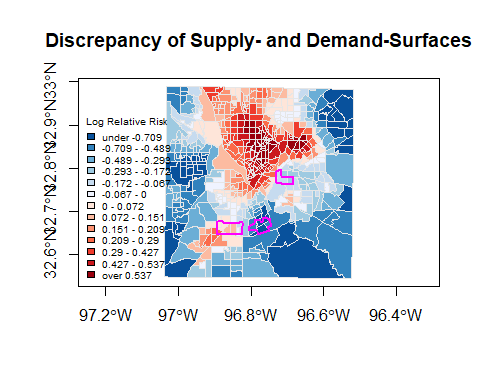 Discrepancy of Supply- and Demand-Surfaces
32.6°N 32.7°N 32.8°N 32.9°N 33°N
Log Relative Risk
under -0.709
-0.709 - -0.489
-0.489 - -0.293
-0.293 - -0.172
-0.172 - -0.067
-0.067 - 0
0 - 0.072
0.072 - 0.151
0.151 - 0.209
0.209 - 0.29
0.29 - 0.427
0.427 - 0.537
over 0.537
97.2°W 97°W 96.8°W 96.6°W 96.4°W